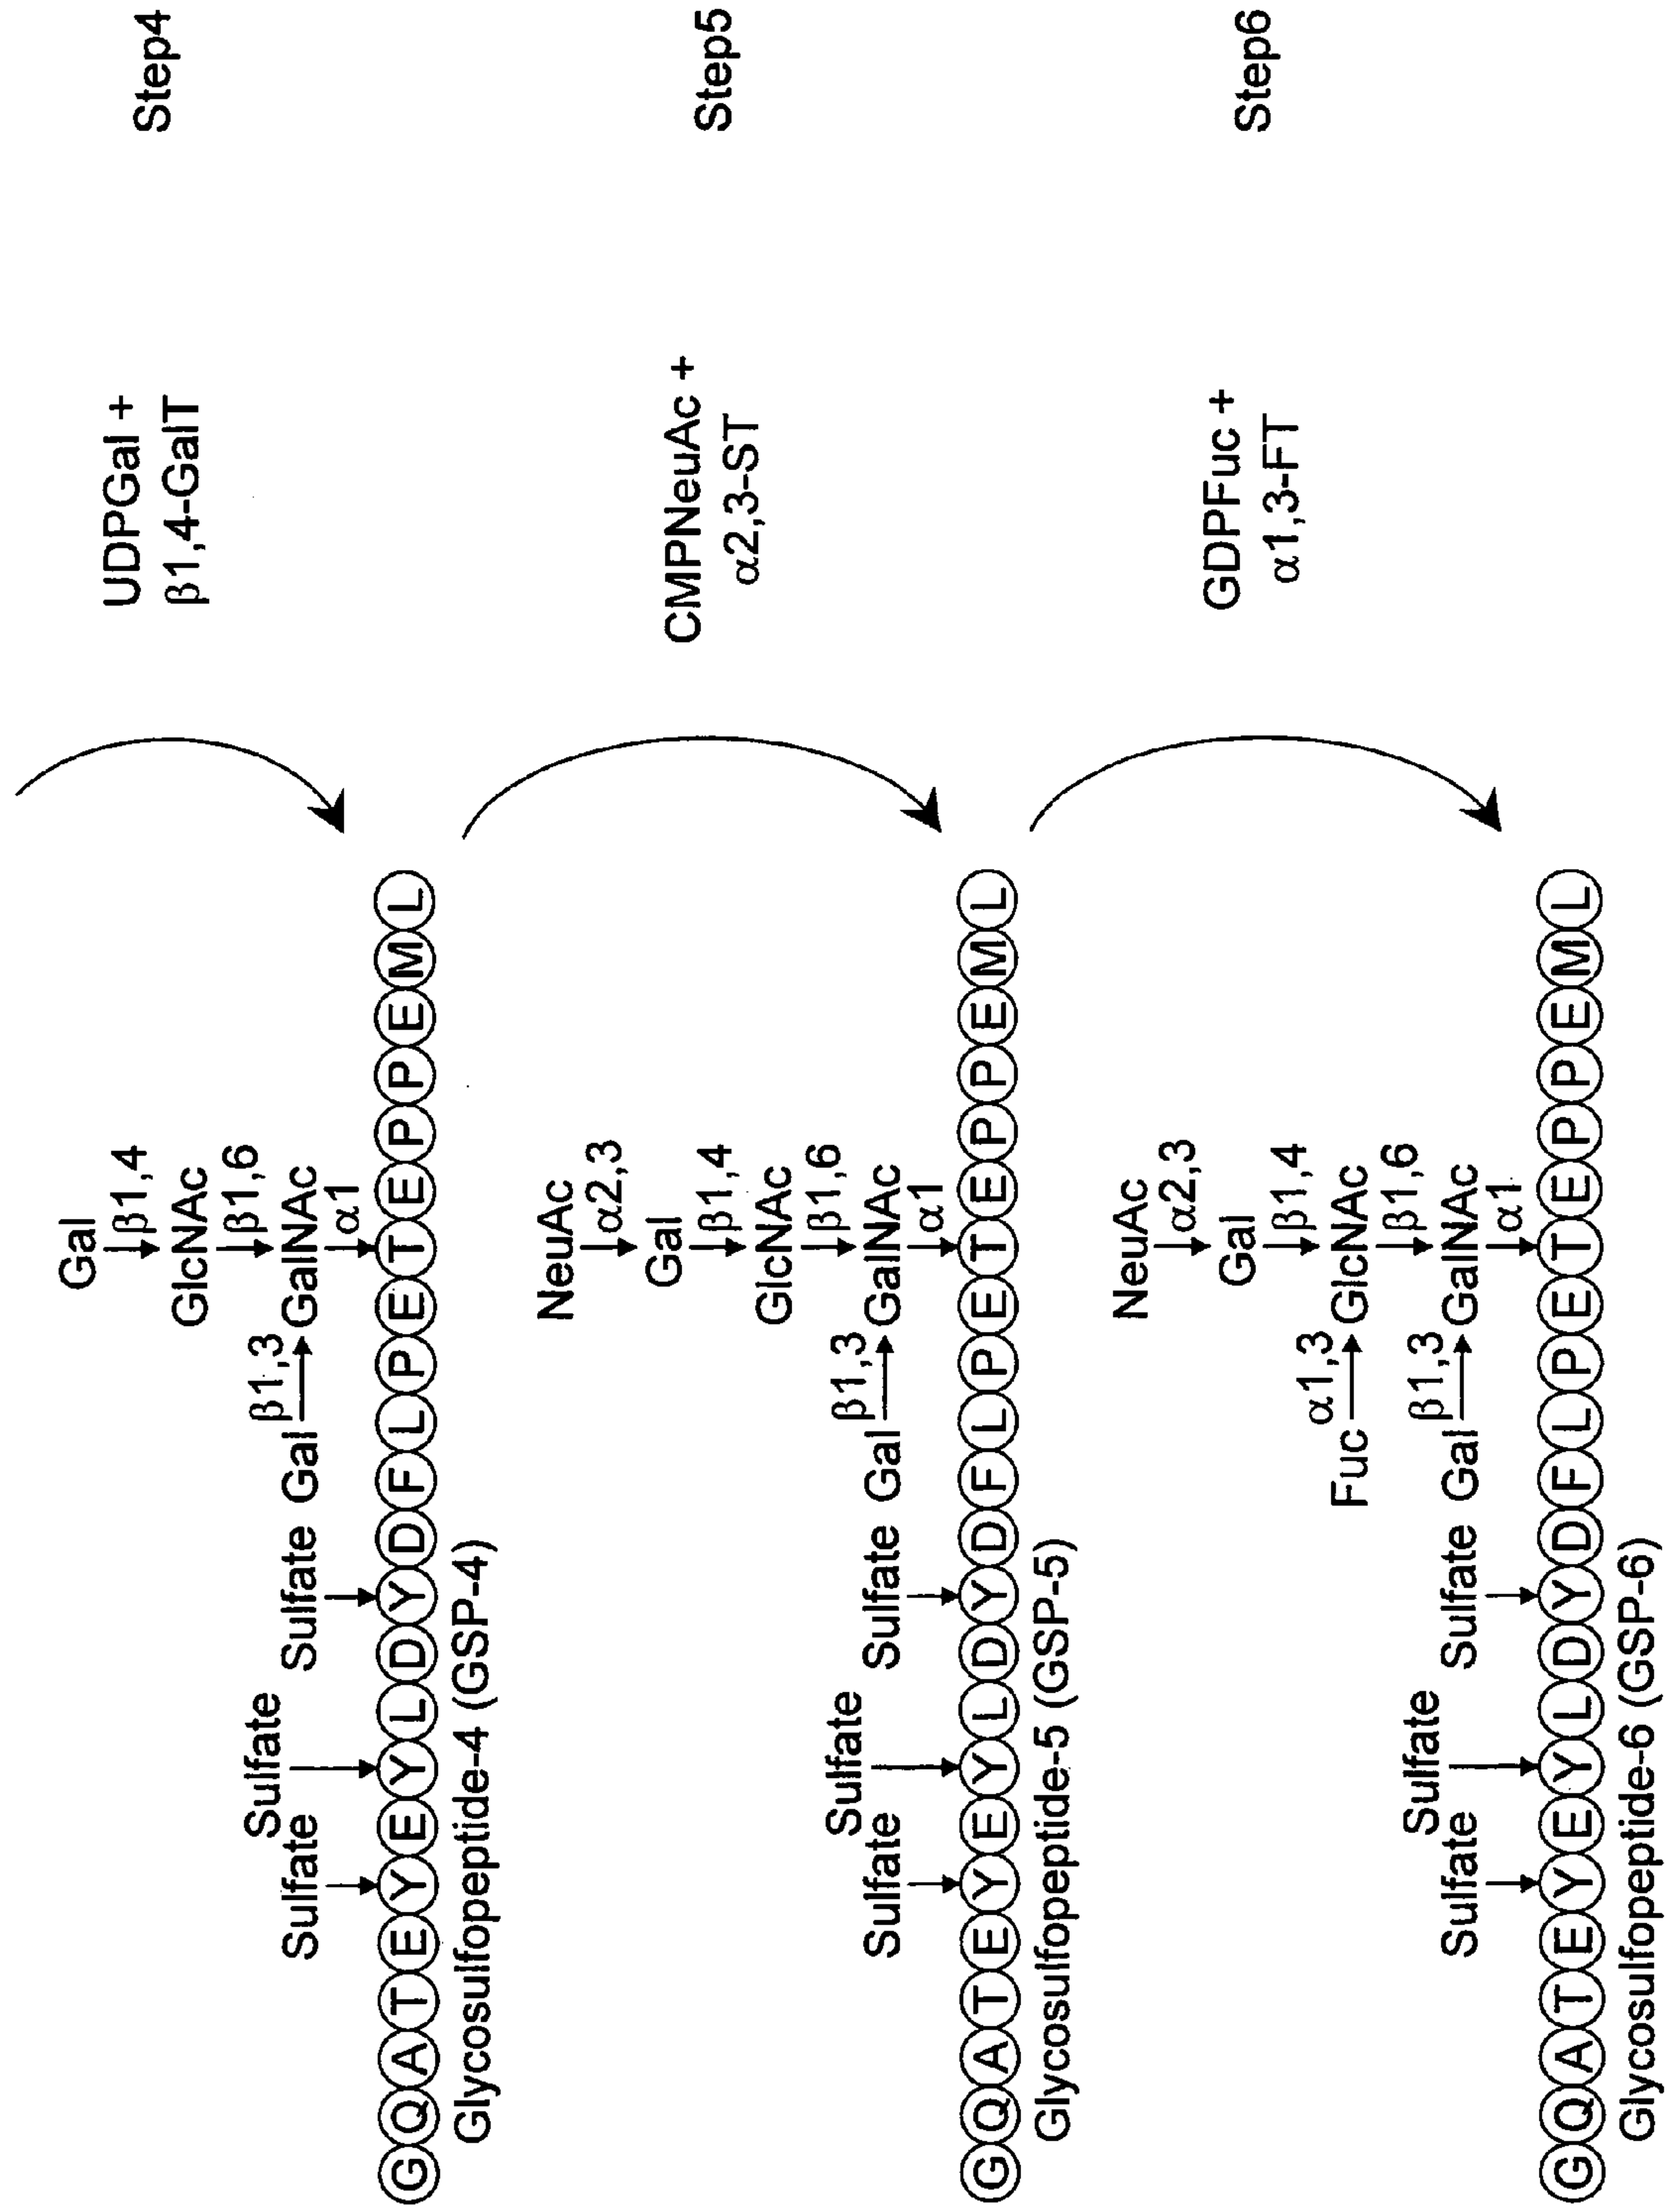 Step4
UDPGal +
β1,4-GalT
Gal
β1,4
GlcNAc
β1,6
Sulfate
Sulfate Sulfate Gal β1,3 GalNAc
α1
GQATEYEYLDYDFLPETEPPEML
Glycosulfopeptide-4 (GSP-4)
Step5
CMPNeuAc +
α2,3-ST
NeuAc
α2,3
Gal
β1,4
GlcNAc
β1,6
Sulfate
Sulfate Sulfate Gal β1,3 GalNAc
α1
GQATEYEYLDYDFLPETEPPEML
Glycosulfopeptide-5 (GSP-5)
Step6
GDPFuc +
α1,3-FT
NeuAc
α2,3
Gal
β1,4
Fuc α1,3 GlcNAc
β1,6
Sulfate
Sulfate Sulfate Gal β1,3 GalNAc
α1
GQATEYEYLDYDFLPETEPPEML
Glycosulfopeptide-6 (GSP-6)